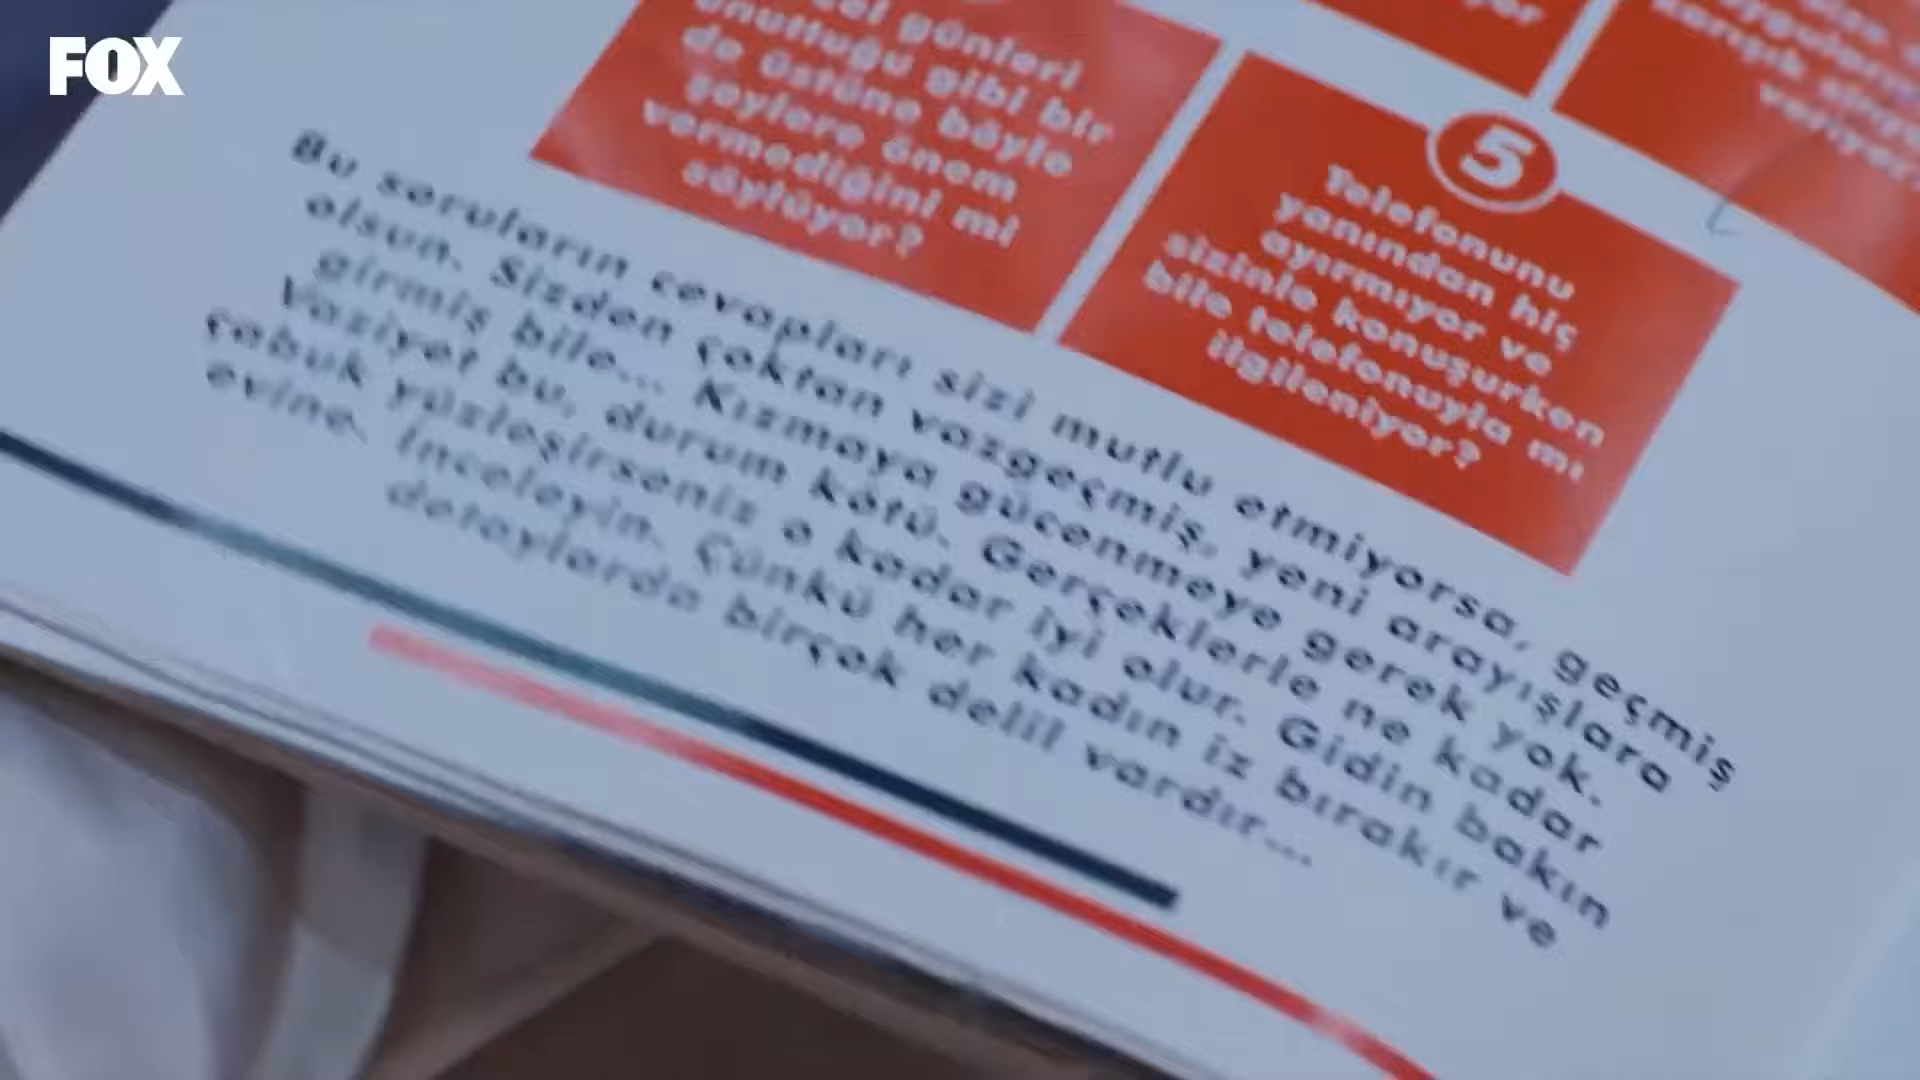 FOX
günleri
unuttuğu gibi bir
de üstüne böyle
şeylere önem
vermediğini mi
söylüyor?
5
Telefonunu
yanından hiç
ayırmıyor ve
sizinle konuşurken
bile telefonuyla mı
ilgileniyor?
Bu soruların cevapları sizi mutlu etmiyorsa, geçmiş
olsun. Sizden çoktan vazgeçmiş, yeni arayışlara
girmiş bile... Kızmaya gücenmeye gerek yok.
Vaziyet bu, durum kötü. Gerçeklerle ne kadar
çabuk yüzleşirseniz o kadar iyi olur. Gidin bakın
evine. İnceleyin. Çünkü her kadın iz bırakır ve
detaylarda birçok delil vardır...